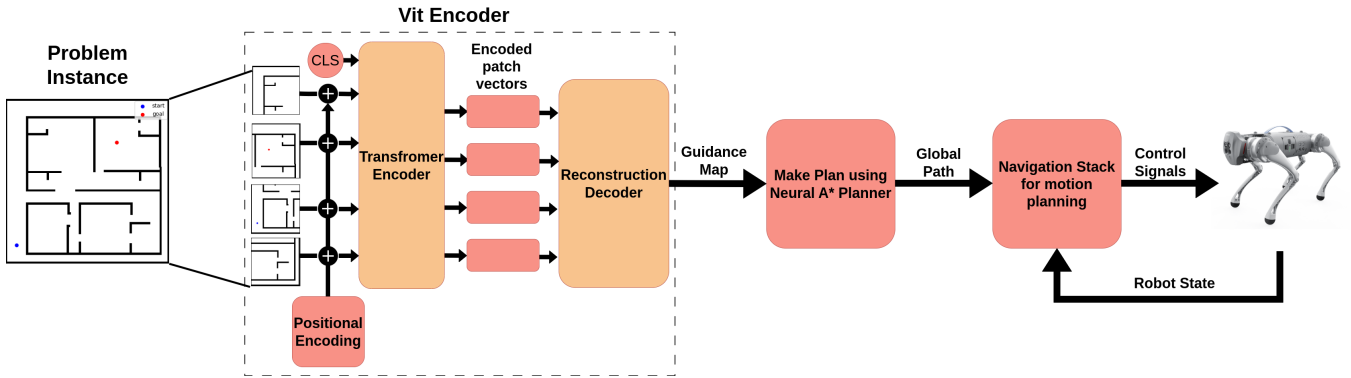 Vit Encoder
Problem
Instance
start
goal
CLS
Encoded
patch
vectors
Transfromer
Encoder
Reconstruction
Decoder
Positional
Encoding
Guidance
Map
Make Plan using
Neural A* Planner
Global
Path
Navigation Stack
for motion
planning
Control
Signals
Robot State